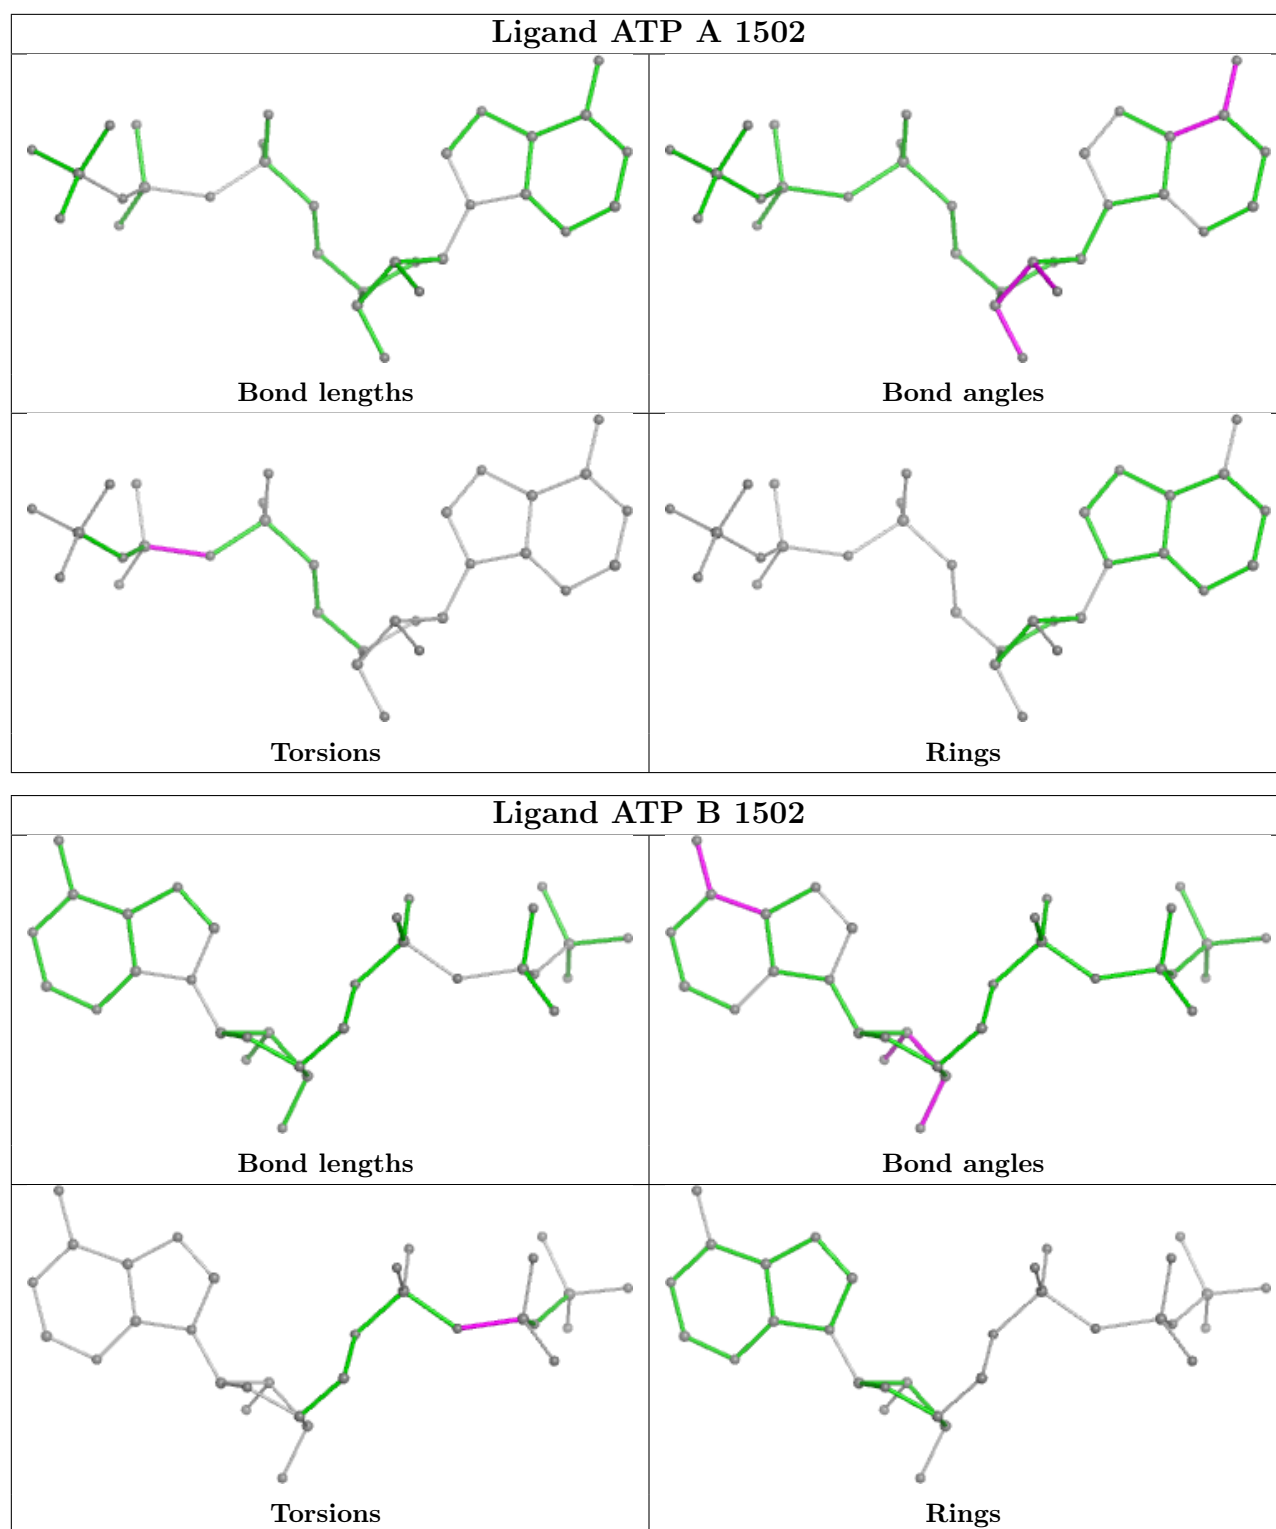 Ligand ATP A 1502
Bond lengths
Bond angles
Torsions
Rings
Ligand ATP B 1502
Bond lengths
Bond angles
Torsions
Rings